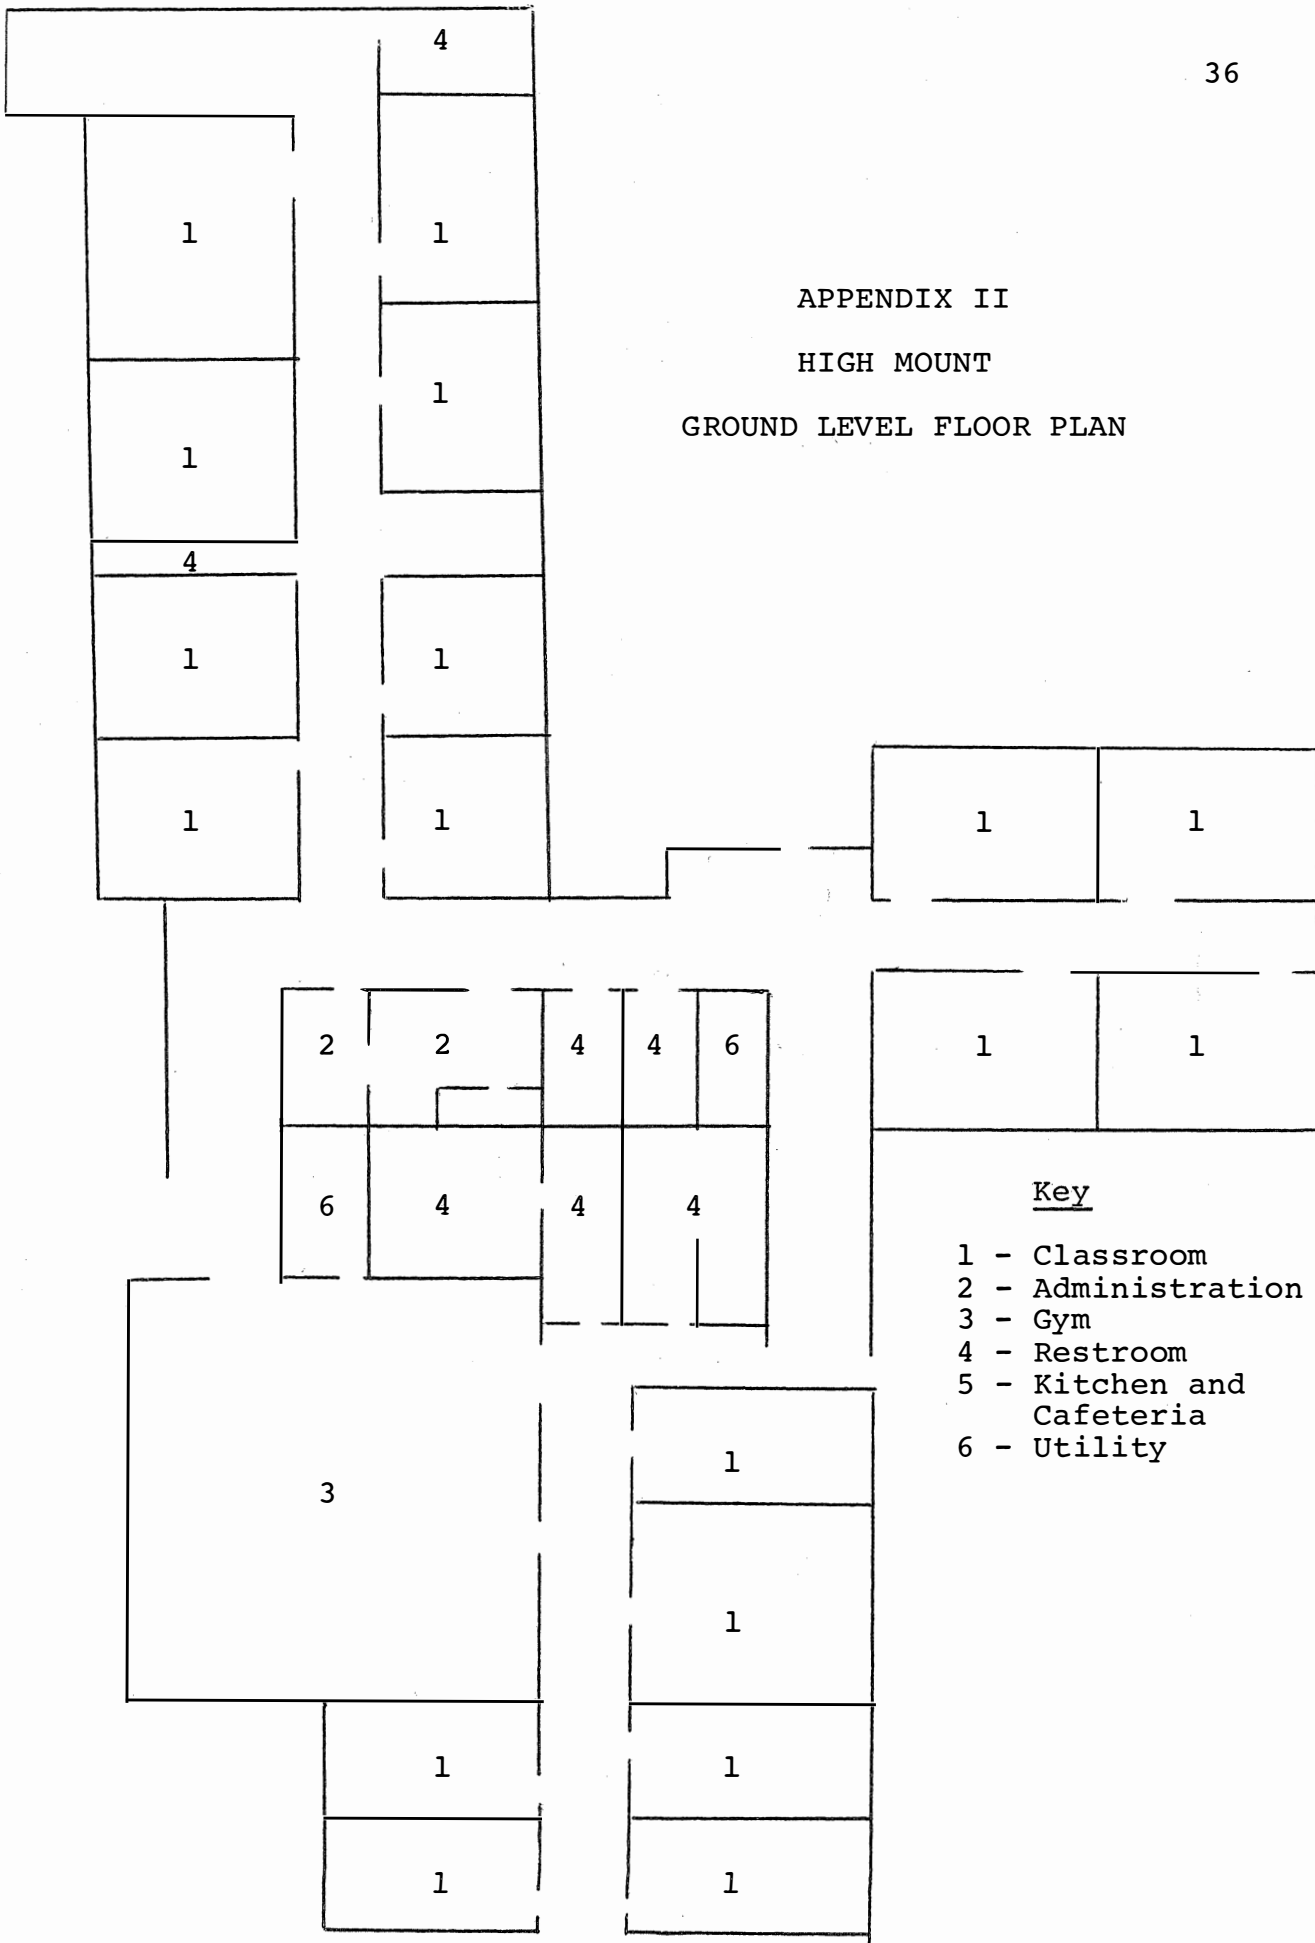 4
36
1 1
APPENDIX II
HIGH MOUNT
1
GROUND LEVEL FLOOR PLAN
1
4
1 1
1 1 1 1
2 2 4 4 6 1 1
6 4 4 4
Key
1 - Classroom
2 - Administration
3 - Gym
4 - Restroom
5 - Kitchen and
Cafeteria
6 - Utility
1
3
1
1 1
1 1